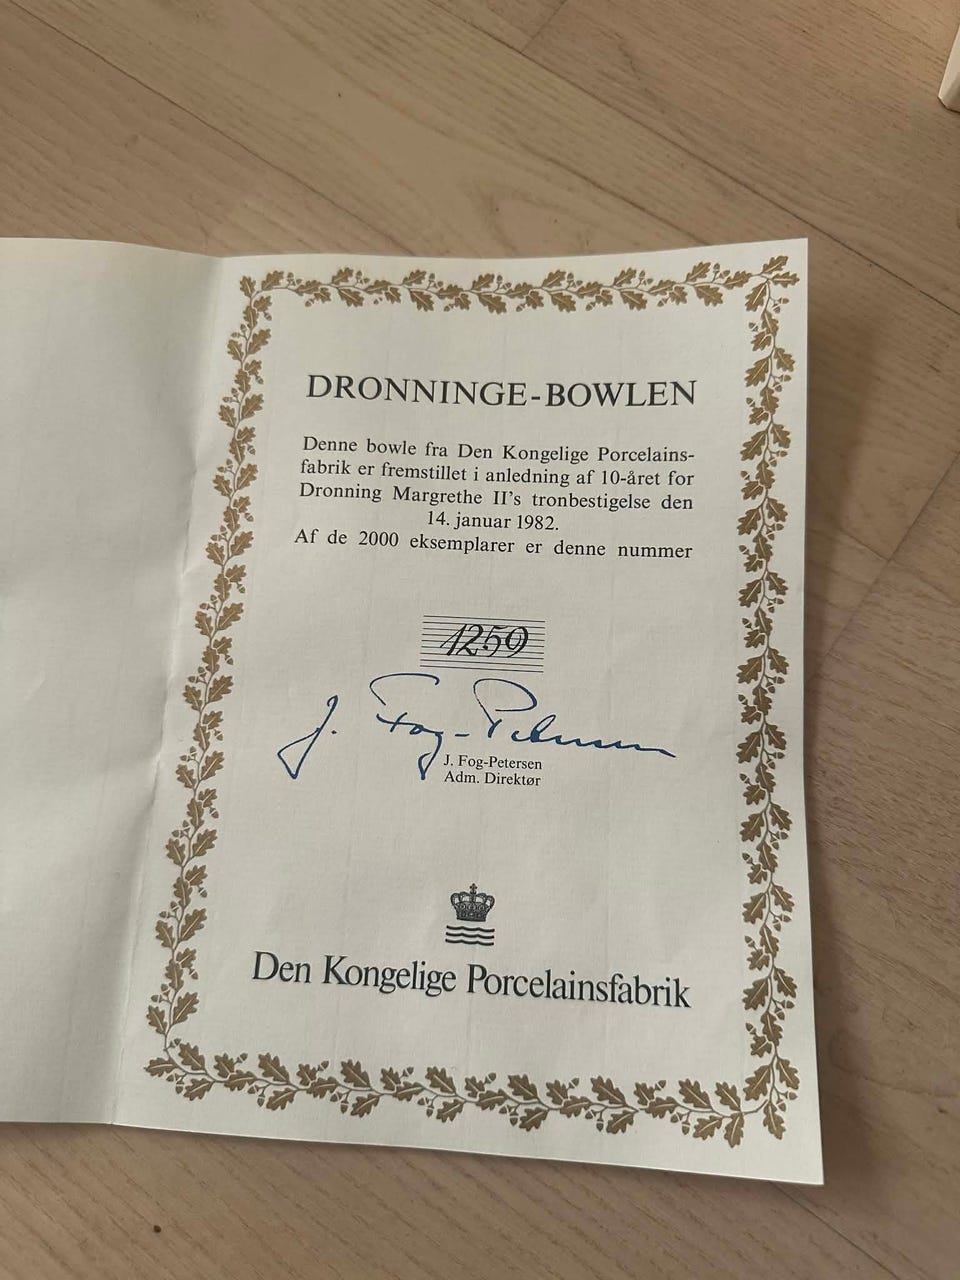 DRONNINGE-BOWLEN
Denne bowle fra Den Kongelige Porcelains-
fabrik er fremstillet i anledning af 10-året for
Dronning Margrethe II's tronbestigelse den
14. januar 1982.
Af de 2000 eksemplarer er denne nummer
1259
J. Fog-Petersen
J. Fog-Petersen
Adm. Direktør
Den Kongelige Porcelainsfabrik